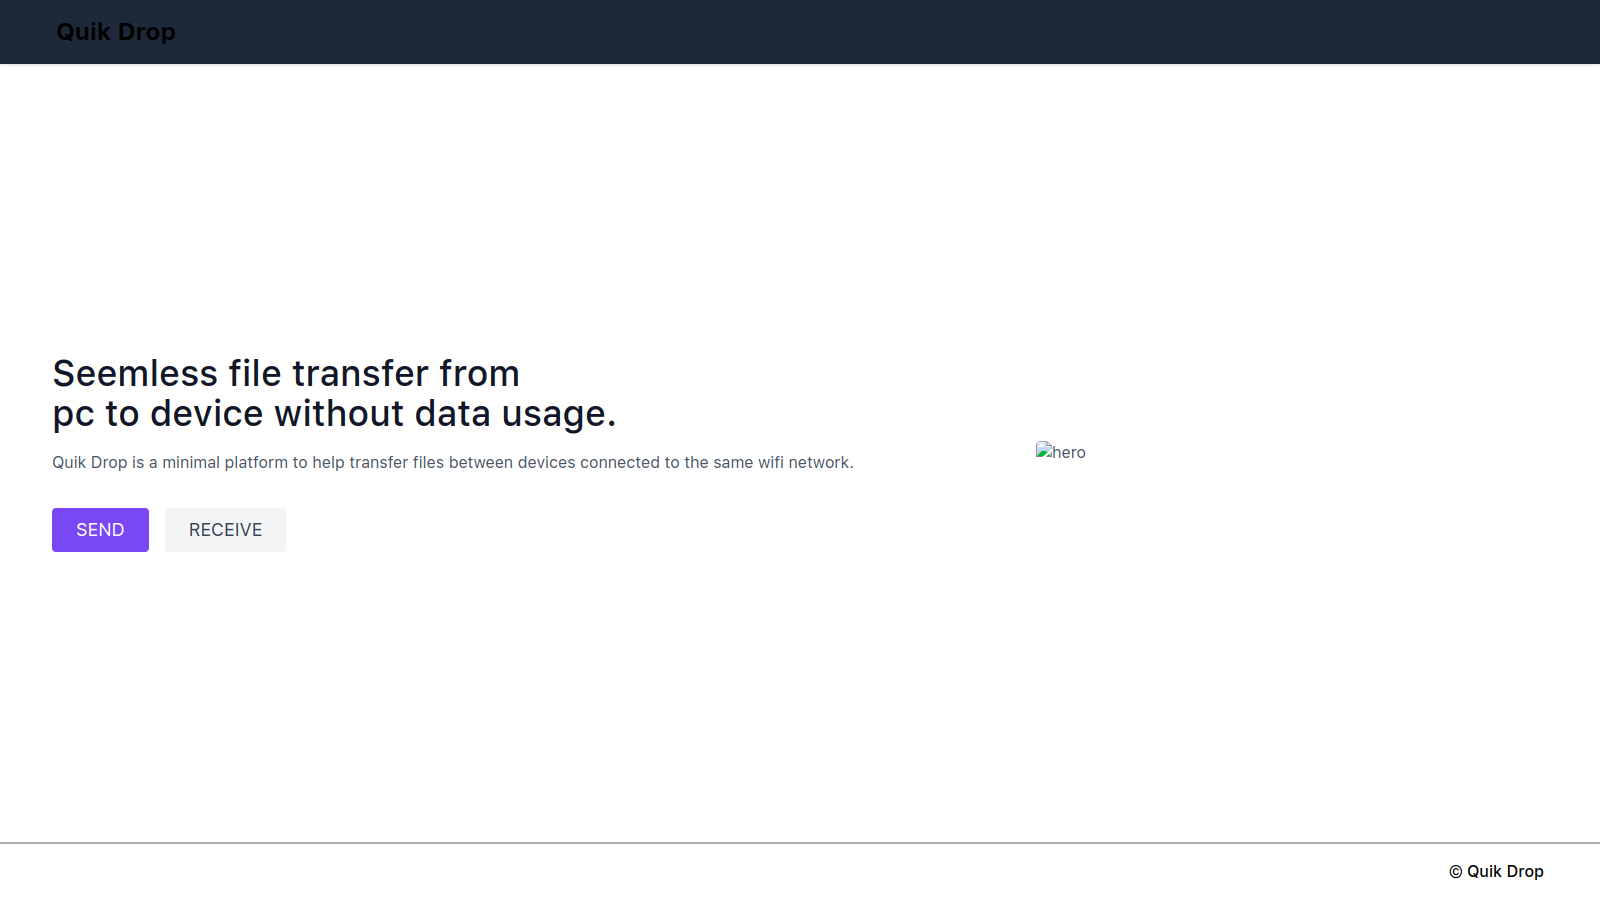 Quik Drop
Seemless file transfer from
pc to device without data usage.
Quik Drop is a minimal platform to help transfer files between devices connected to the same wifi network.
hero
SEND
RECEIVE
© Quik Drop